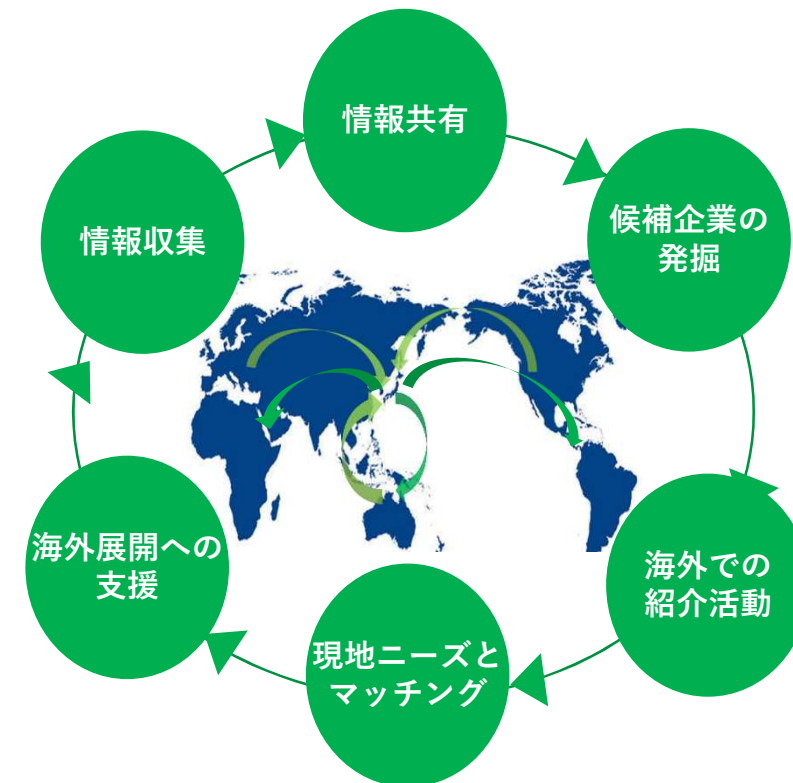 情報共有
候補企業の
発掘
海外での
紹介活動
現地ニーズと
マッチング
海外展開への
支援
情報収集